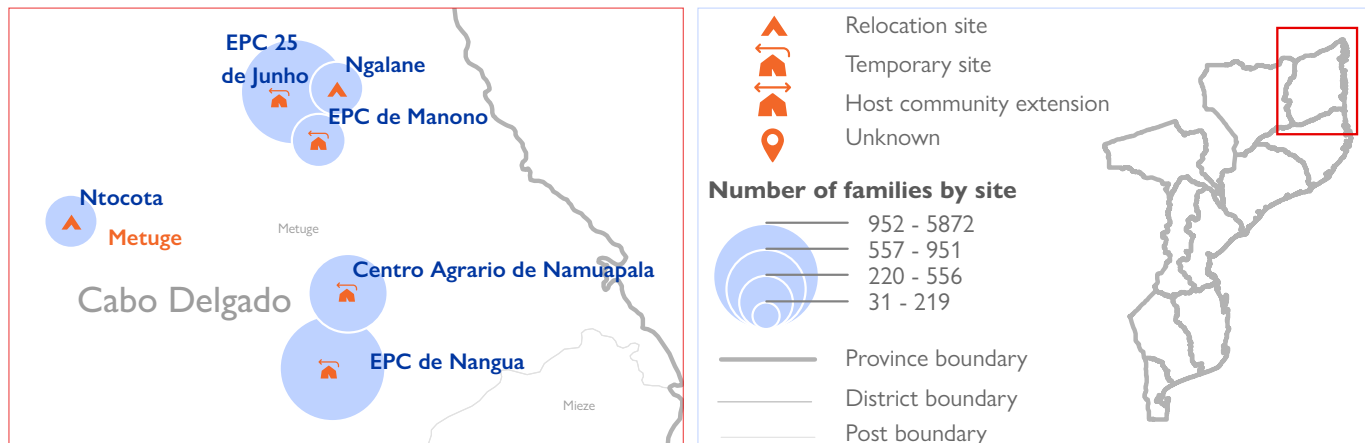 EPC 25
de Junho
Ngalane
EPC de Manono
Ntocota
Metuge
Metuge
Centro Agrario de Namuapala
Cabo Delgado
EPC de Nangua
Mieze
Relocation site
Temporary site
Host community extension
Unknown
Number of families by site
952 - 5872
557 - 951
220 - 556
31 - 219
Province boundary
District boundary
Post boundary